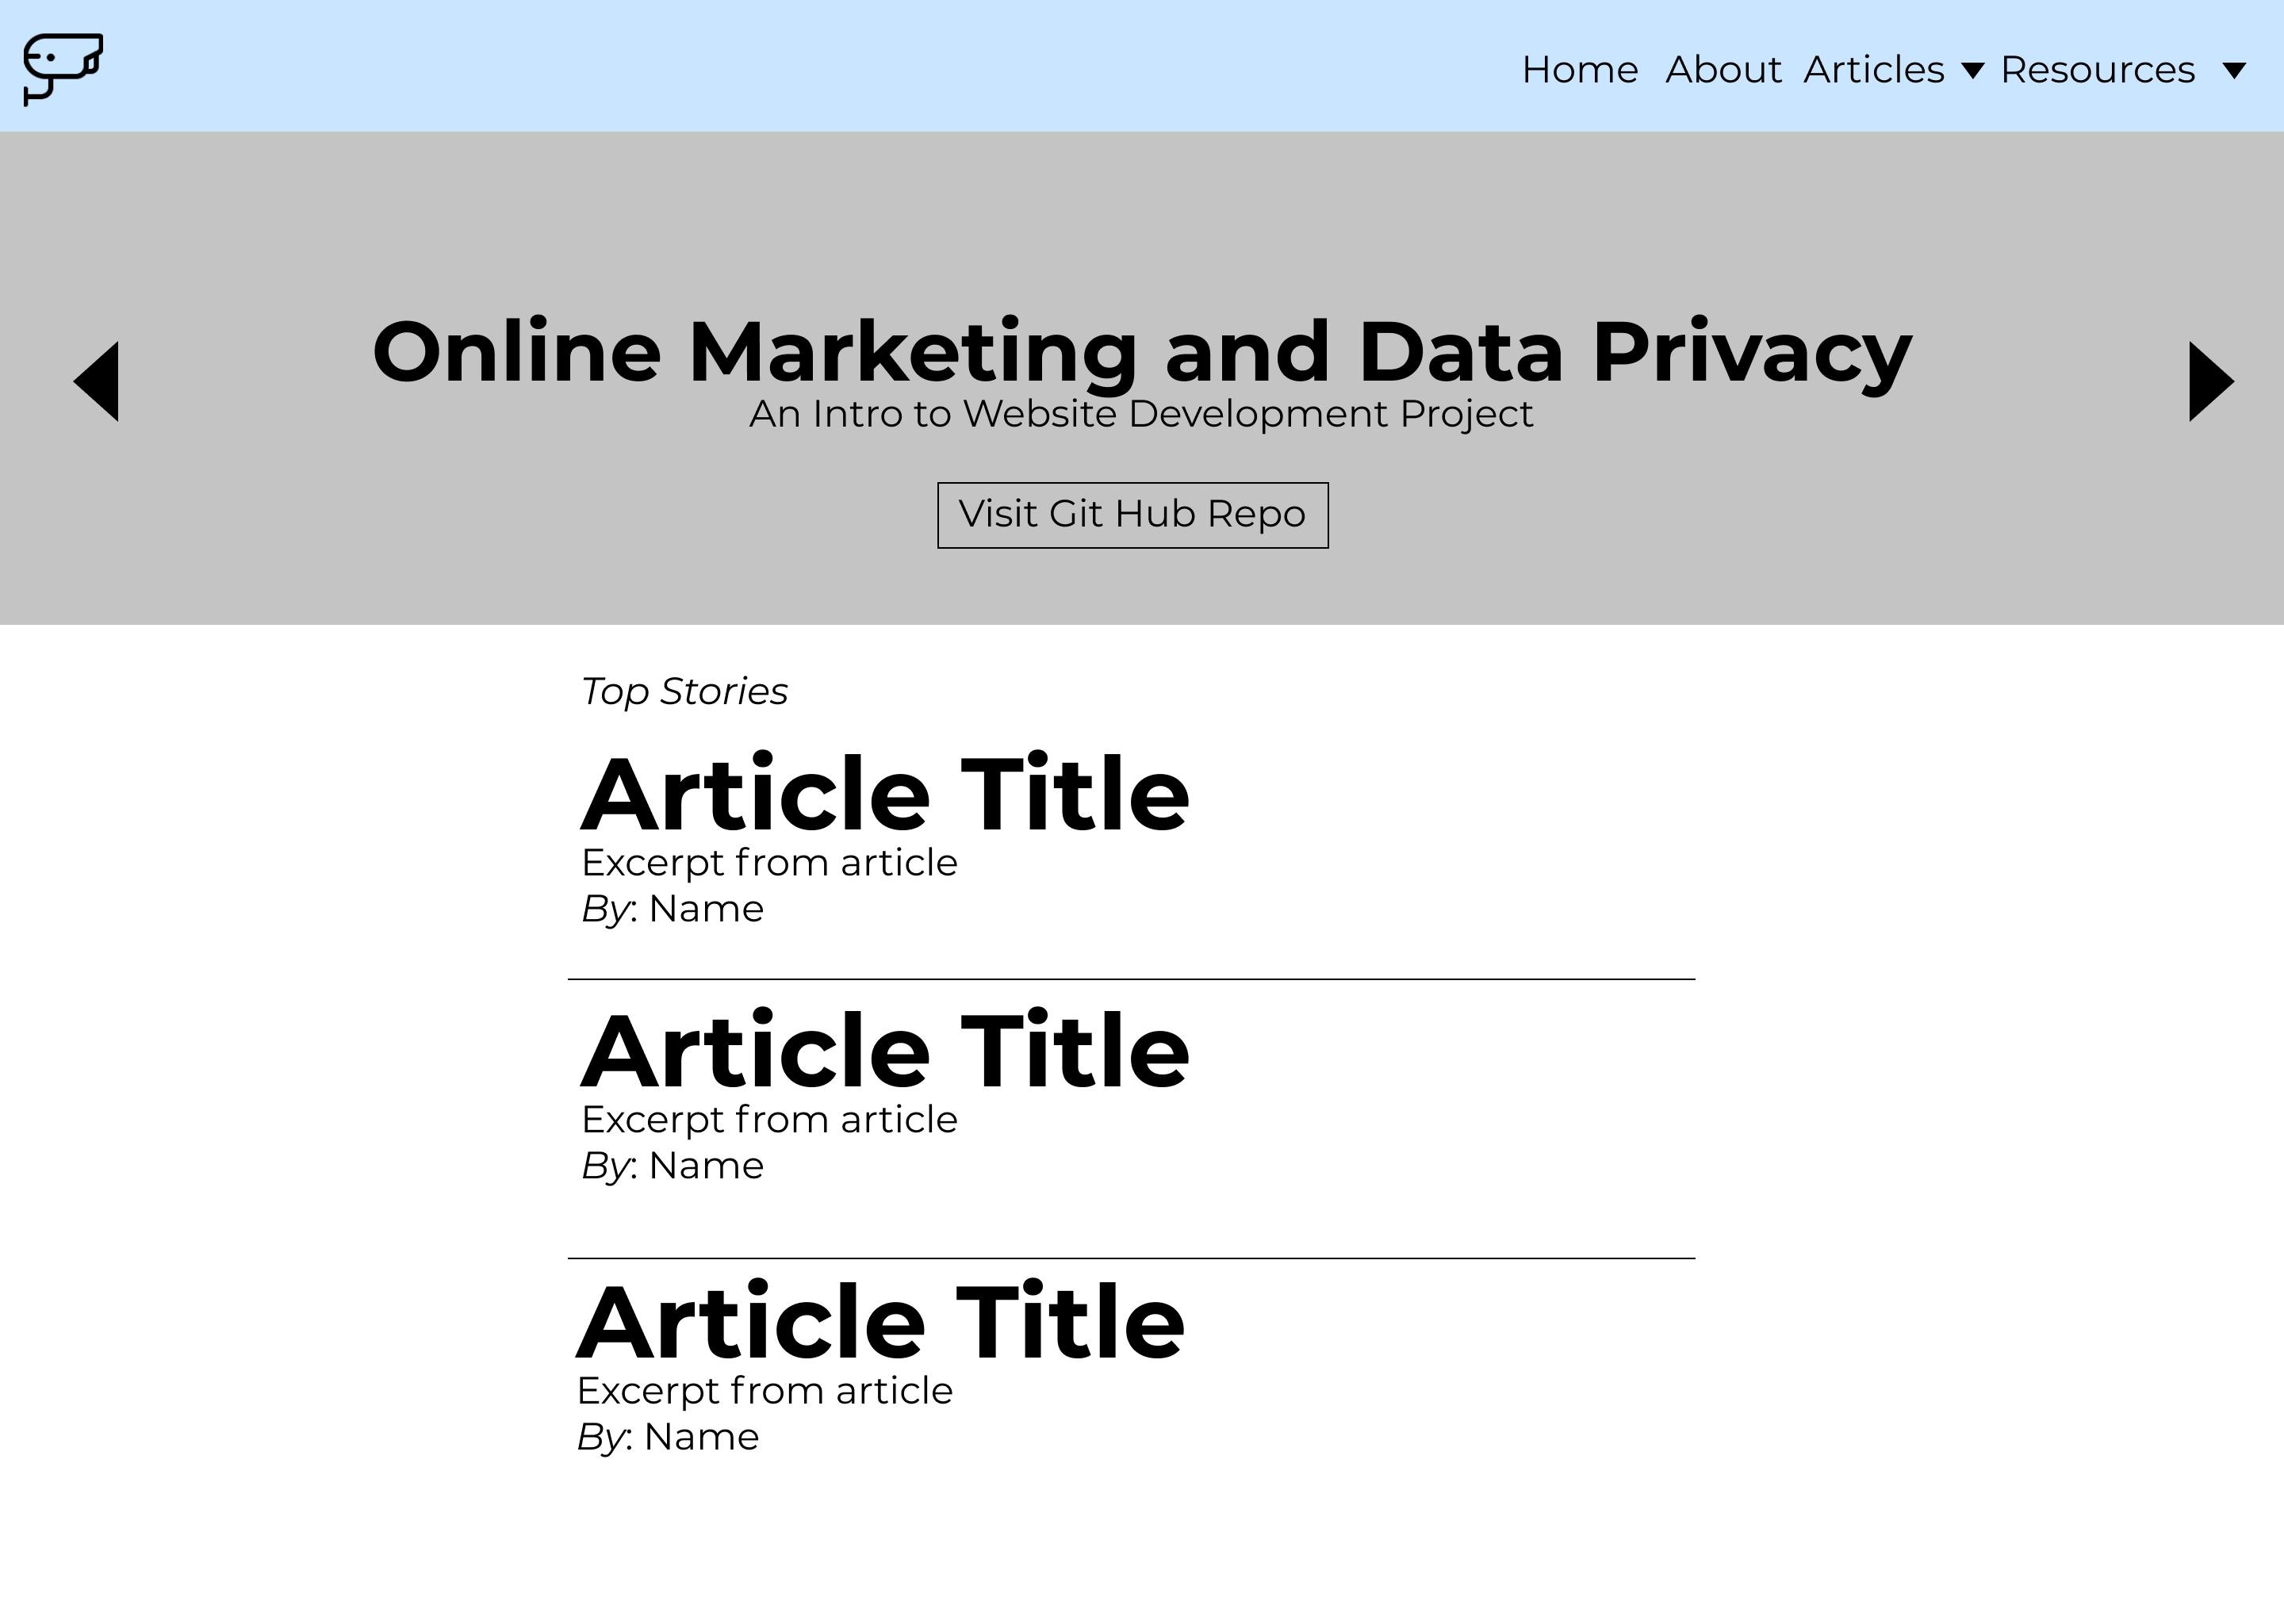 Home About Articles Resources
Online Marketing and Data Privacy
An Intro to Website Development Project
Visit Git Hub Repo
Top Stories
Article Title
Excerpt from article
By: Name
Article Title
Excerpt from article
By: Name
Article Title
Excerpt from article
By: Name